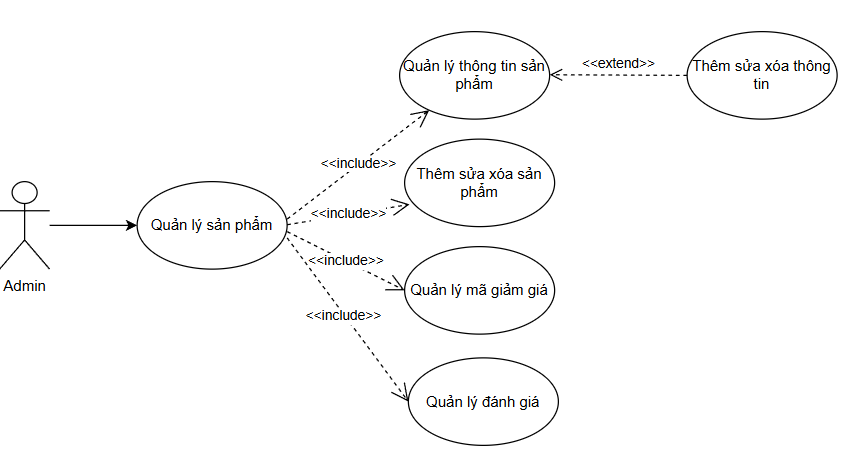 Quản lý thông tin sản
phẩm
<<extend>>
Thêm sửa xóa thông
tin
<<include>>
Thêm sửa xóa sản
phẩm
<<include>>
Quản lý sản phẩm
<<include>>
Quản lý mã giảm giá
Admin
<<include>>
Quản lý đánh giá